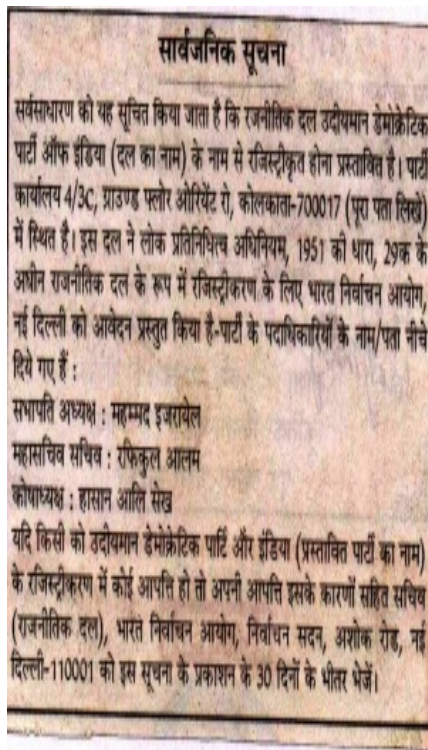 सार्वजनिक सूचना
सर्वसाधारण को यह सूचित किया जाता है कि रजनीतिक दल उदीयमान डेमोक्रेटिक
पार्टी ऑफ इंडिया (दल का नाम) के नाम से रजिस्ट्रीकृत होना प्रस्तावित है। पार्टी
कार्यालय 4/3C, ग्राउण्ड फ्लोर ओरियेंट रो, कोलकाता-700017 (पूरा पता लिखें)
में स्थित है। इस दल ने लोक प्रतिनिधित्व अधिनियम, 1951 की धारा, 29क के
अधीन राजनीतिक दल के रूप में रजिस्ट्रीकरण के लिए भारत निर्वाचन आयोग,
नई दिल्ली को आवेदन प्रस्तुत किया है-पार्टी के पदाधिकारियों के नाम/पता नीचे
दिये गए हैं :
सभापति अध्यक्ष : महम्मद इजरायेल
महासचिव सचिव : रफिकुल आलम
कोषाध्यक्ष : हासान आलि सेख
यदि किसी को उदीयमान डेमोक्रेटिक पार्टि और इंडिया (प्रस्तावित पार्टी का नाम)
के रजिस्ट्रीकरण में कोई आपत्ति हो तो अपनी आपत्ति इसके कारणों सहित सचिव
(राजनीतिक दल), भारत निर्वाचन आयोग, निर्वाचन सदन, अशोक रोड, नई
दिल्ली-110001 को इस सूचना के प्रकाशन के 30 दिनों के भीतर भेजें।